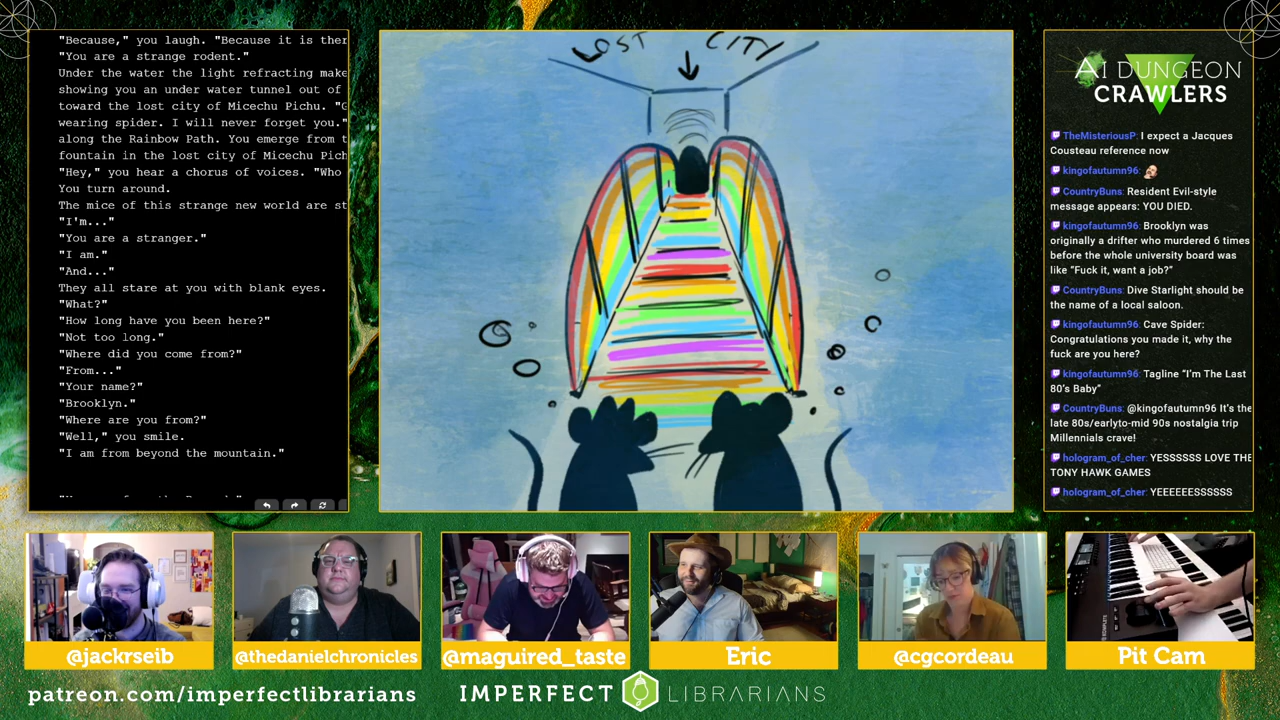 "Because," you laugh. "Because it is ther
"You are a strange rodent."
Under the water the light refracting make
showing you an under water tunnel out of
toward the lost city of Micechu Pichu. "G
wearing spider. I will never forget you."
along the Rainbow Path. You emerge from t
fountain in the lost city of Micechu Pich
"Hey," you hear a chorus of voices. "Who
You turn around.
The mice of this strange new world are st
"I'm..."
"You are a stranger."
"I am."
"And..."
They all stare at you with blank eyes.
"What?"
"How long have you been here?"
"Not too long."
"Where did you come from?"
"From..."
"Your name?"
"Brooklyn."
"Where are you from?"
"Well," you smile.
"I am from beyond the mountain."
LOST CITY
AI DUNGEON
CRAWLERS
TheMisteriousP: I expect a Jacques
Cousteau reference now
kingofautumn96:
CountryBuns: Resident Evil-style
message appears: YOU DIED.
kingofautumn96: Brooklyn was
originally a drifter who murdered 6 times
before the whole university board was
like “Fuck it, want a job?”
CountryBuns: Dive Starlight should be
the name of a local saloon.
kingofautumn96: Cave Spider:
Congratulations you made it, why the
fuck are you here?
kingofautumn96: Tagline “I’m The Last
80’s Baby”
CountryBuns: @kingofautumn96 It's the
late 80s/earlyto-mid 90s nostalgia trip
Millennials crave!
hologram_of_cher: YESSSSSS LOVE THE
TONY HAWK GAMES
hologram_of_cher: YEEEEEESSSSSS
@jackrseib
@thedanielchronicles
@maguired_taste
Eric
@cgcordeau
Pit Cam
patreon.com/imperfectlibrarians
IMPERFECT LIBRARIANS